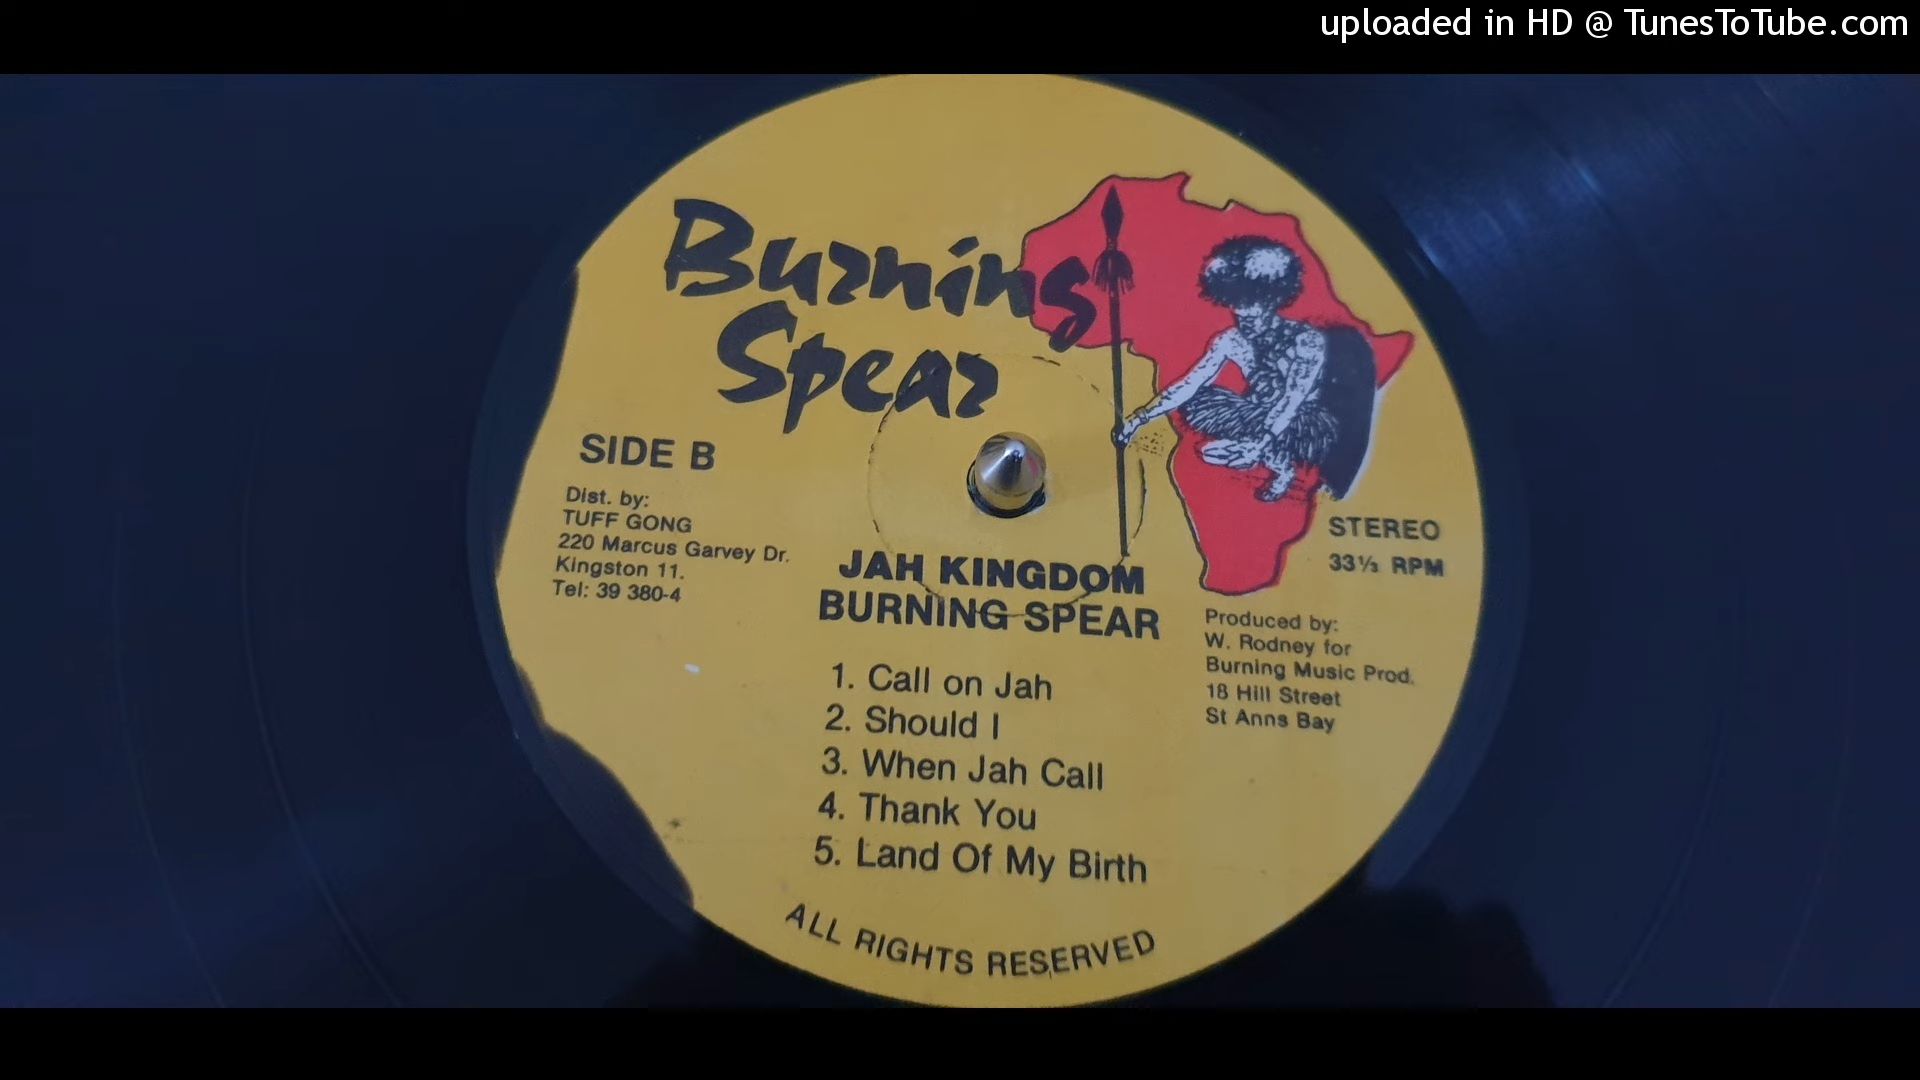 uploaded in HD @ TunesToTube.com
Burning
Spear
SIDE B
Dist. by:
TUFF GONG
220 Marcus Garvey Dr.
Kingston 11.
Tel: 39 380-4
STEREO
33⅓ RPM
JAH KINGDOM
BURNING SPEAR
Produced by:
W. Rodney for
Burning Music Prod.
18 Hill Street
St Anns Bay
1. Call on Jah
2. Should I
3. When Jah Call
4. Thank You
5. Land Of My Birth
ALL RIGHTS RESERVED